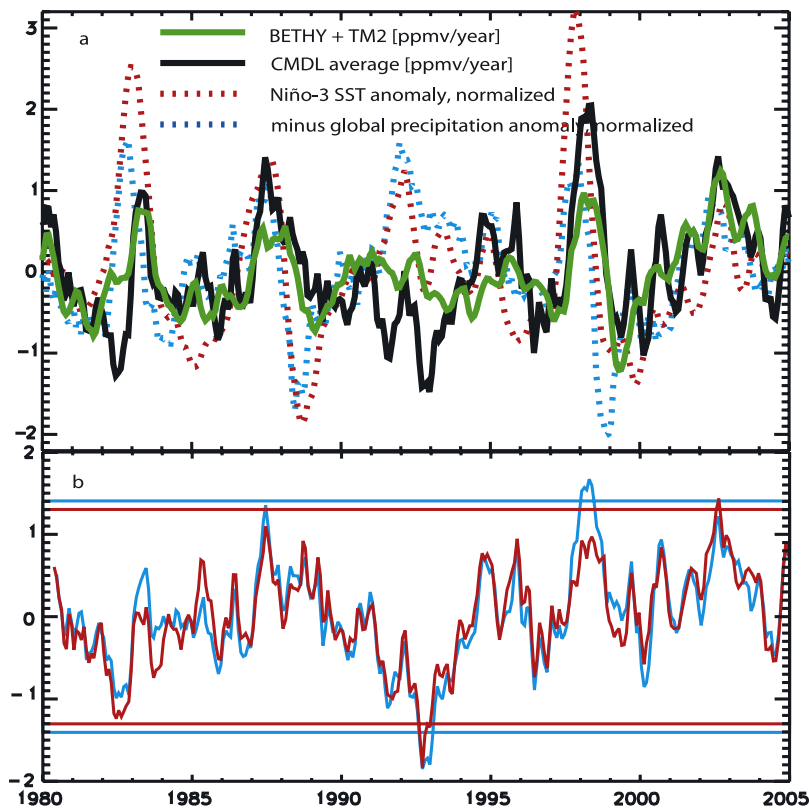 3
a
BETHY + TM2 [ppmv/year]
CMDL average [ppmv/year]
Niño-3 SST anomaly, normalized
2
minus global precipitation anomaly, normalized
1
0
-1
-2
2
b
1
0
-1
-2
1980 1985 1990 1995 2000 2005